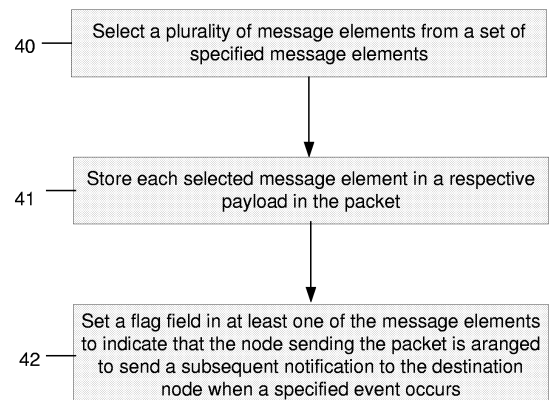 40
Select a plurality of message elements from a set of
specified message elements
41
Store each selected message element in a respective
payload in the packet
42
Set a flag field in at least one of the message elements
to indicate that the node sending the packet is aranged
to send a subsequent notification to the destination
node when a specified event occurs